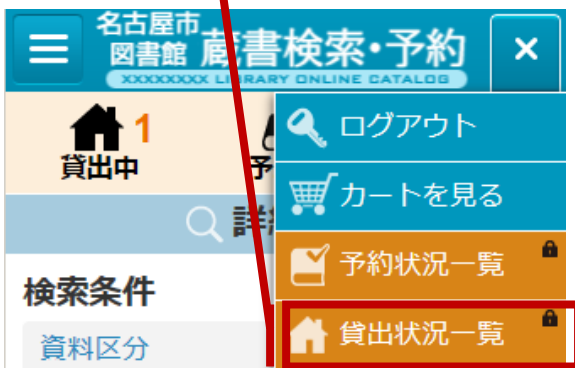 名古屋市
図書館 蔵書検索・予約
XXXXXXXX LIBRARY ONLINE CATALOG
1
貸出中
予
詳
ログアウト
カートを見る
予約状況一覧
貸出状況一覧
検索条件
資料区分